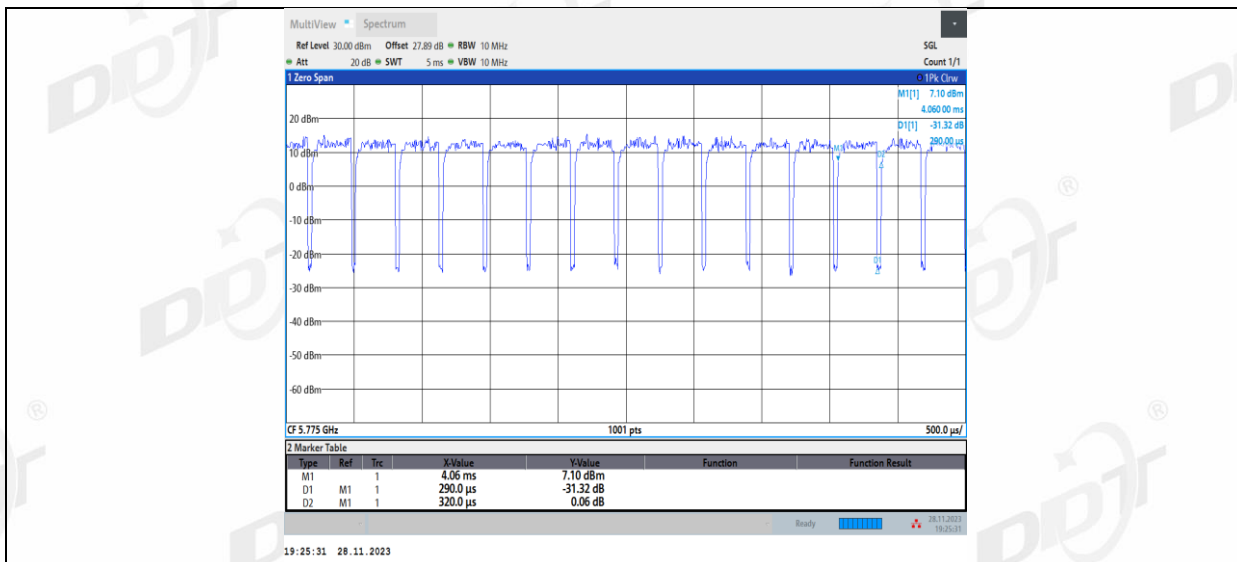 MultiView Spectrum
Ref Level 30.00 dBm Offset 27.89 dB RBW 10 MHz SGL
Att 20 dB SWT 5 ms VBW 10 MHz Count 1/1
1 Zero Span 1Pk Clrw
M1[1] 7.10 dBm
4.060 00 ms
D1[1] -31.32 dB
290.00 µs
20 dBm
10 dBm
0 dBm
-10 dBm
-20 dBm
-30 dBm
-40 dBm
-50 dBm
-60 dBm
M1
D2
D1
CF 5.775 GHz 1001 pts 500.0 µs/
2 Marker Table
Type Ref Trc X-Value Y-Value Function Function Result
M1 1 4.06 ms 7.10 dBm
D1 M1 1 290.0 µs -31.32 dB
D2 M1 1 320.0 µs 0.06 dB
Ready 28.11.2023
19:25:31
19:25:31 28.11.2023
DDT
®